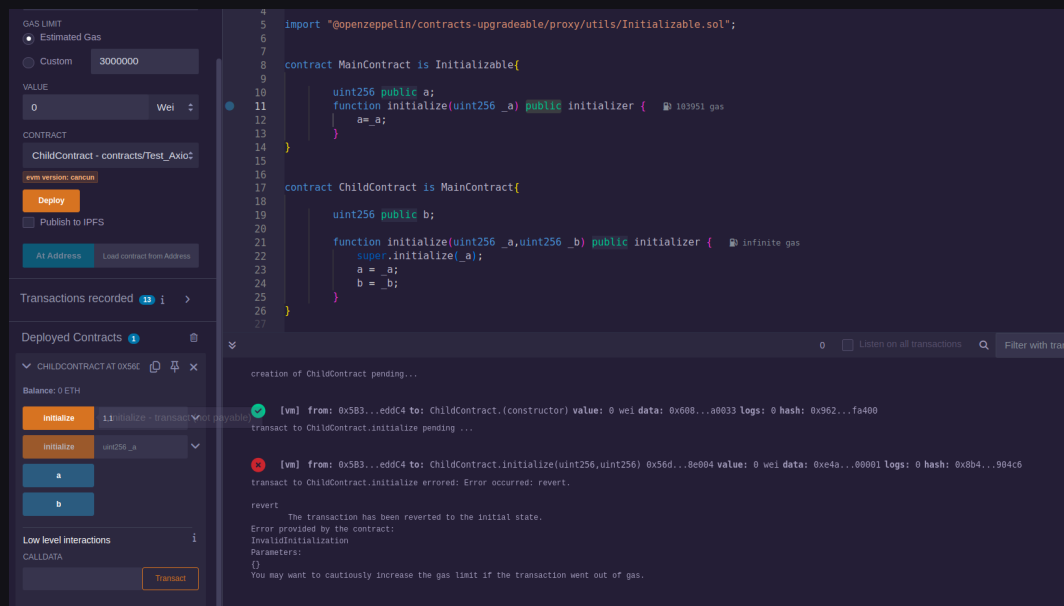 GAS LIMIT
Estimated Gas
Custom 3000000
VALUE
0 Wei
CONTRACT
ChildContract - contracts/Test_Axio
evm version: cancun
Deploy
Publish to IPFS
At Address Load contract from Address
Transactions recorded 13 i
Deployed Contracts 1
CHILDCONTRACT AT 0X56D
Balance: 0 ETH
initialize 1,1
initialize - transact (not payable)
initialize uint256 _a
a
b
Low level interactions i
CALLDATA
Transact
4
5 import "@openzeppelin/contracts-upgradeable/proxy/utils/Initializable.sol";
6
7
8 contract MainContract is Initializable{
9
10 uint256 public a;
11 function initialize(uint256 _a) public initializer { 103951 gas
12 a=_a;
13 }
14 }
15
16
17 contract ChildContract is MainContract{
18
19 uint256 public b;
20
21 function initialize(uint256 _a,uint256 _b) public initializer { infinite gas
22 super.initialize(_a);
23 a = _a;
24 b = _b;
25 }
26 }
27
0 Listen on all transactions Filter with tran
creation of ChildContract pending...
[vm] from: 0x5B3...eddC4 to: ChildContract.(constructor) value: 0 wei data: 0x608...a0033 logs: 0 hash: 0x962...fa400
transact to ChildContract.initialize pending ...
[vm] from: 0x5B3...eddC4 to: ChildContract.initialize(uint256,uint256) 0x56d...8e004 value: 0 wei data: 0xe4a...00001 logs: 0 hash: 0x8b4...904c6
transact to ChildContract.initialize errored: Error occurred: revert.
revert
The transaction has been reverted to the initial state.
Error provided by the contract:
InvalidInitialization
Parameters:
{}
You may want to cautiously increase the gas limit if the transaction went out of gas.